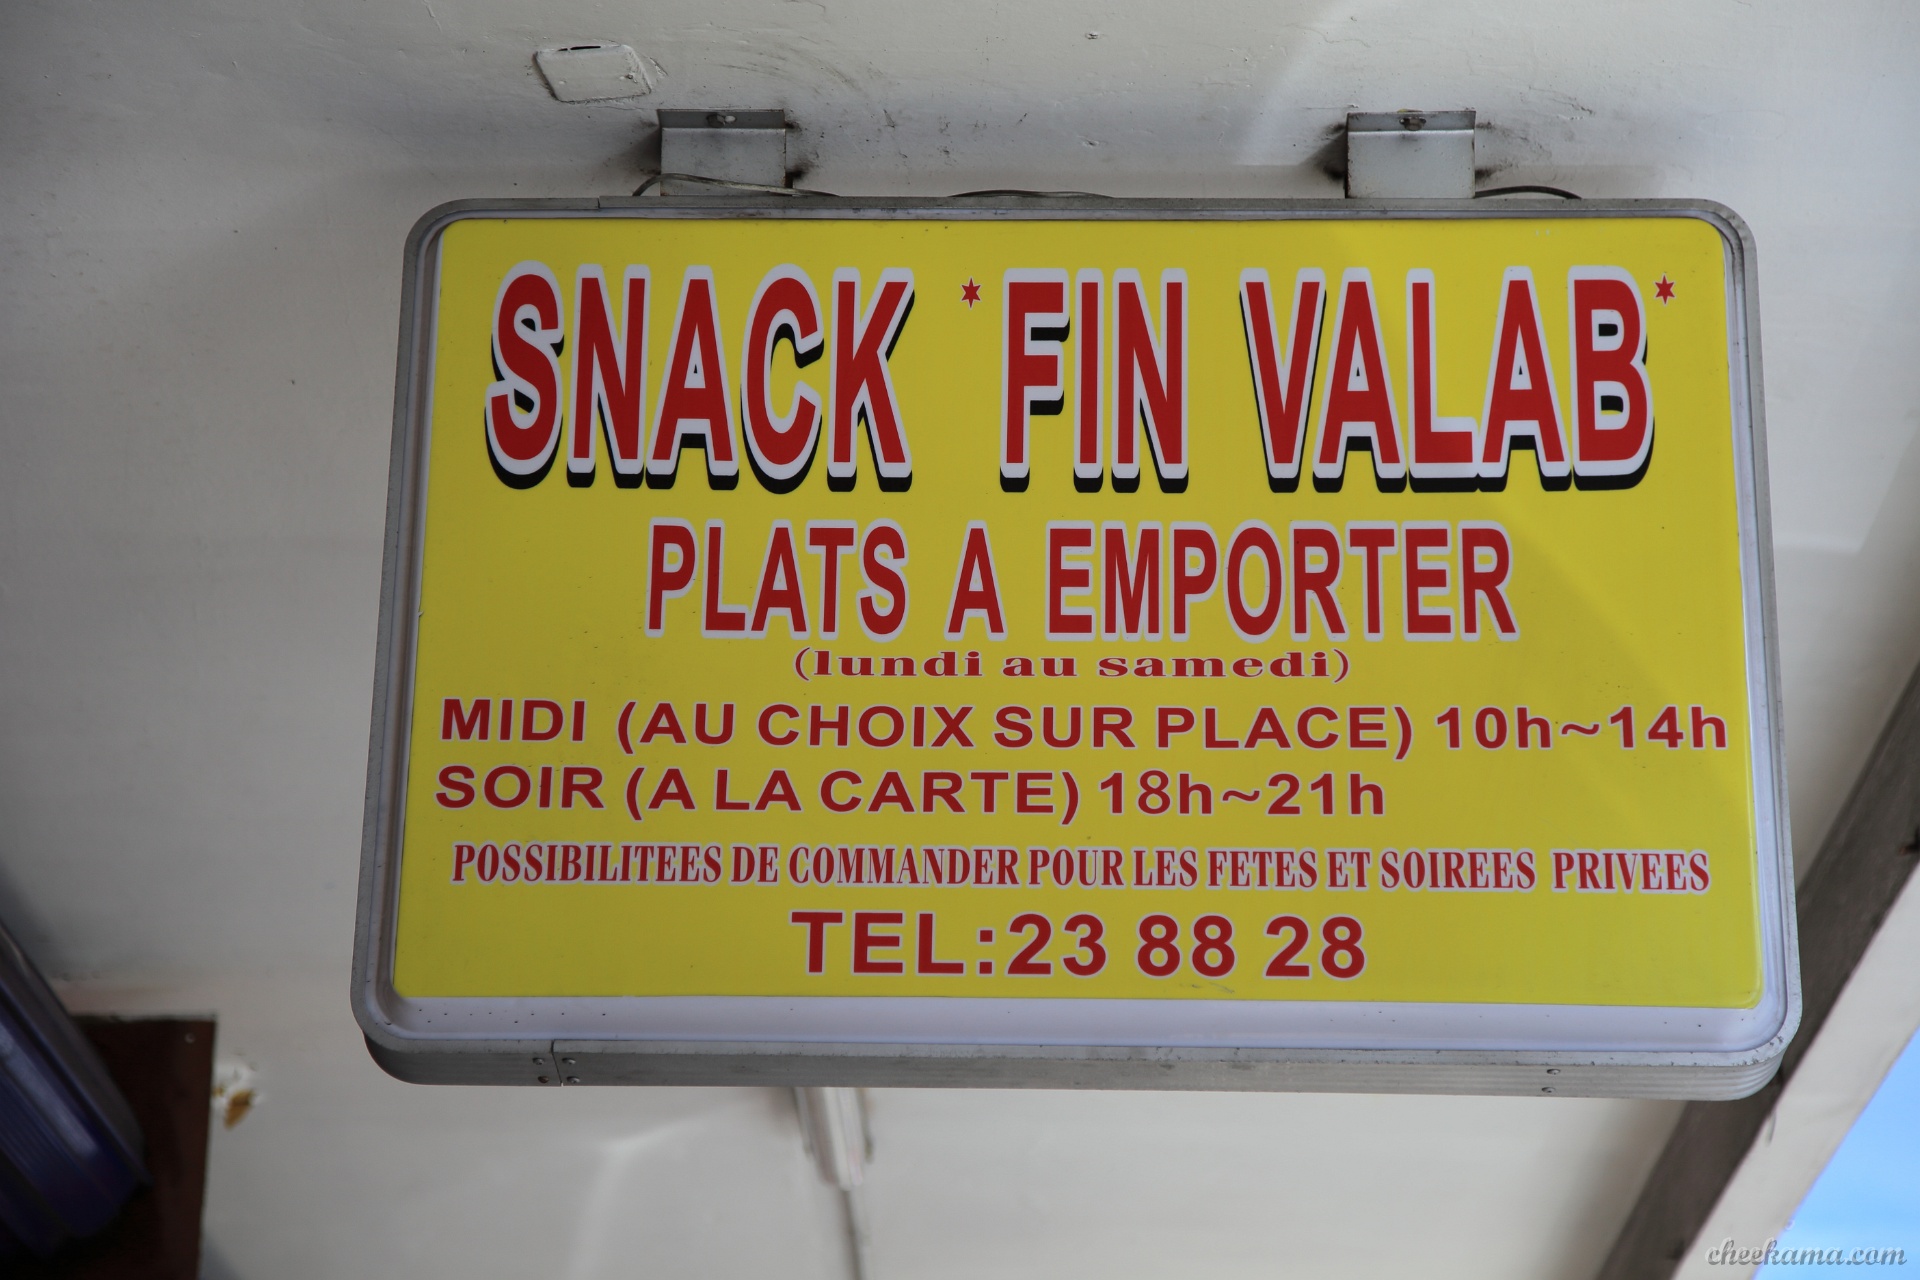 SNACK *FIN VALAB*
PLATS A EMPORTER
(lundi au samedi)
MIDI (AU CHOIX SUR PLACE) 10h~14h
SOIR (A LA CARTE) 18h~21h
POSSIBILITEES DE COMMANDER POUR LES FETES ET SOIREES PRIVEES
TEL:23 88 28
cheekama.com